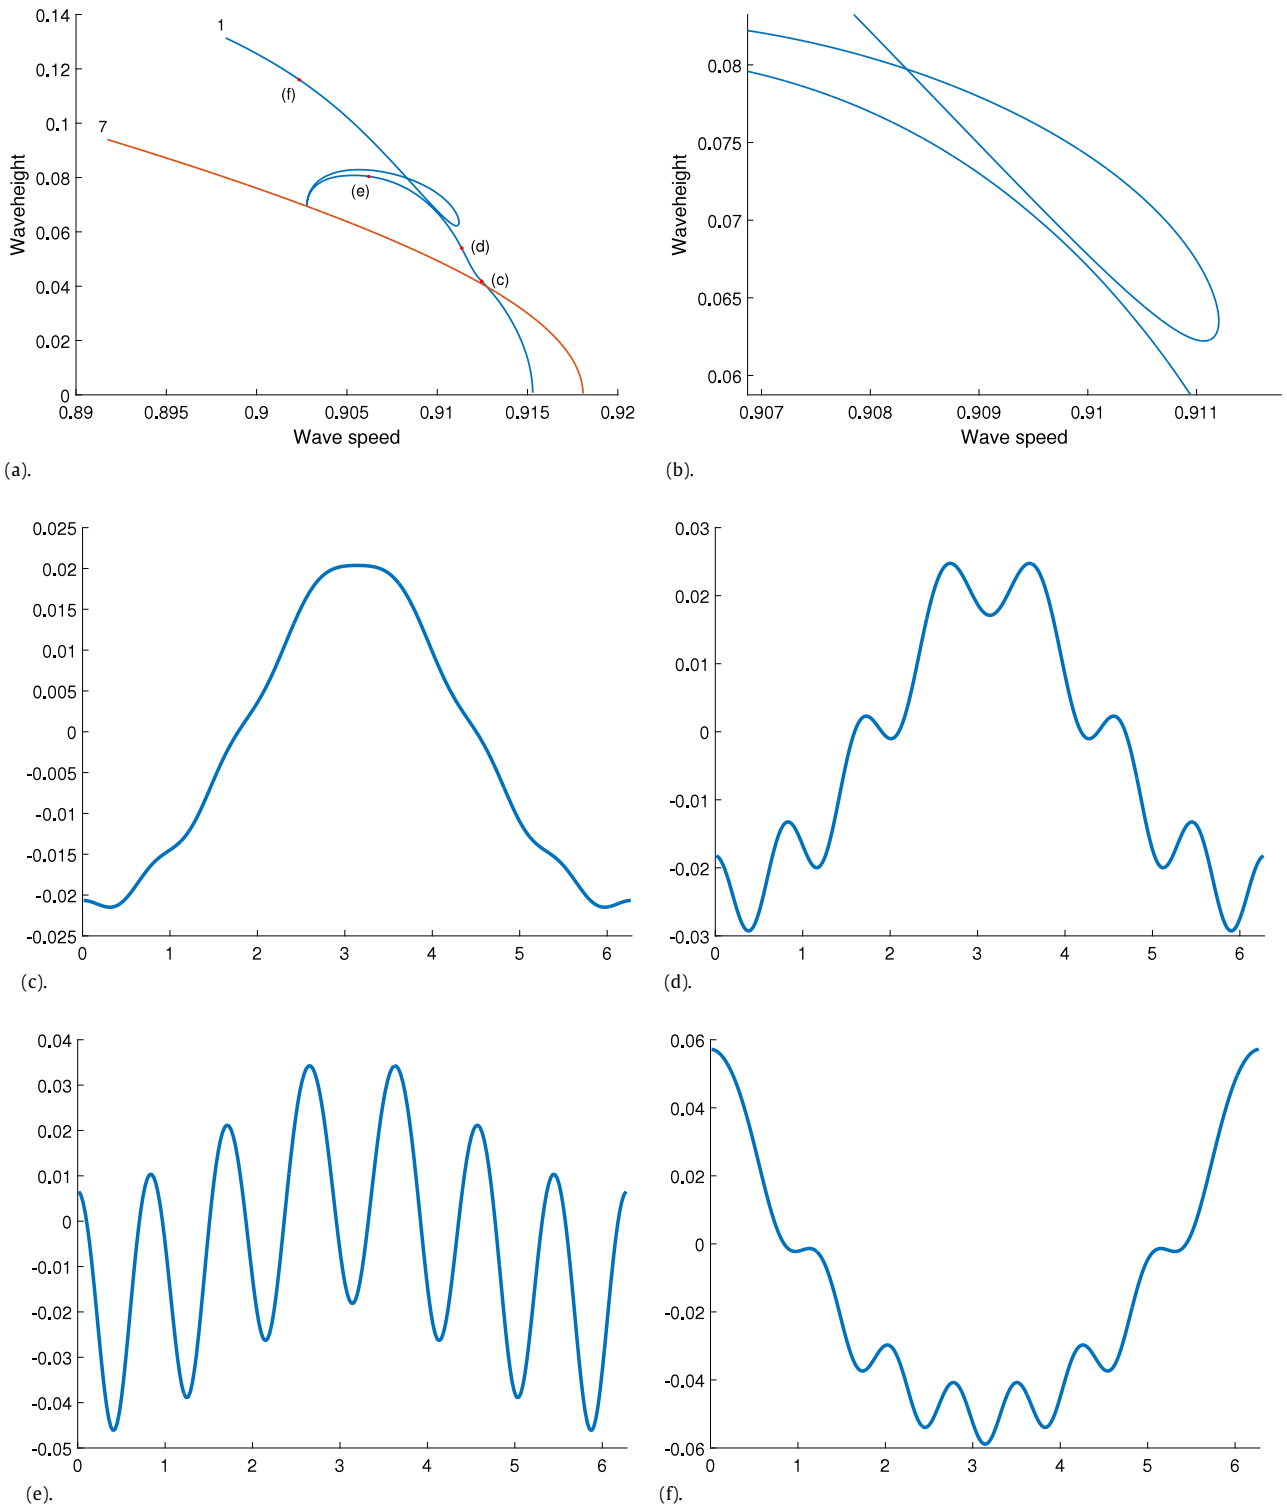 0.14
0.12
0.1
0.08
0.06
0.04
0.02
0
Waveheight
1
7
(f)
(e)
(d)
(c)
0.89 0.895 0.9 0.905 0.91 0.915 0.92
Wave speed
(a).
0.08
0.075
0.07
0.065
0.06
Waveheight
0.907 0.908 0.909 0.91 0.911
Wave speed
(b).
0.025
0.02
0.015
0.01
0.005
0
-0.005
-0.01
-0.015
-0.02
-0.025
0 1 2 3 4 5 6
(c).
0.03
0.02
0.01
0
-0.01
-0.02
-0.03
0 1 2 3 4 5 6
(d).
0.04
0.03
0.02
0.01
0
-0.01
-0.02
-0.03
-0.04
-0.05
0 1 2 3 4 5 6
(e).
0.06
0.04
0.02
0
-0.02
-0.04
-0.06
0 1 2 3 4 5 6
(f).